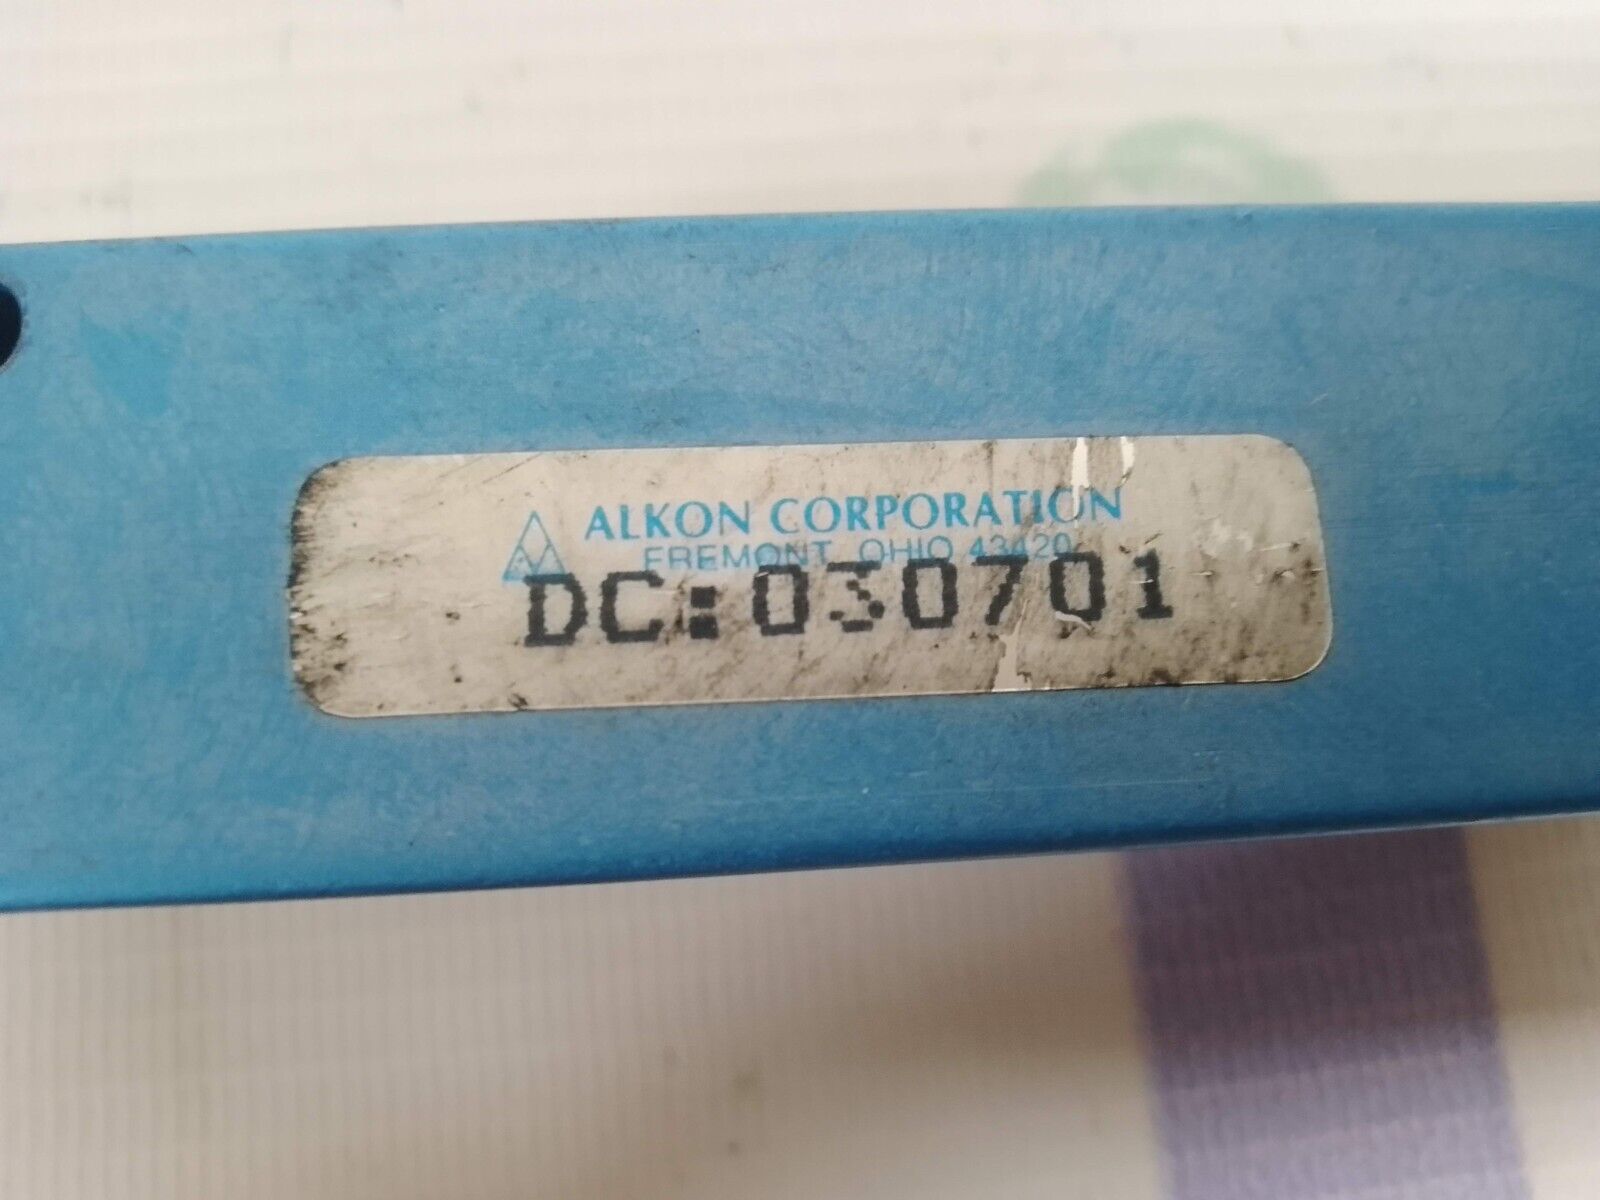 ALKON CORPORATION
FREMONT, OHIO 43420
DC:030701